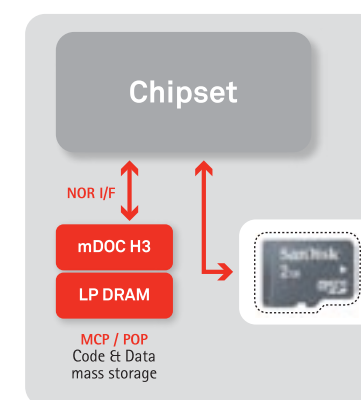 Chipset
NOR I/F
mDOC H3
LP DRAM
MCP / POP
Code & Data
mass storage
SanDisk
2GB